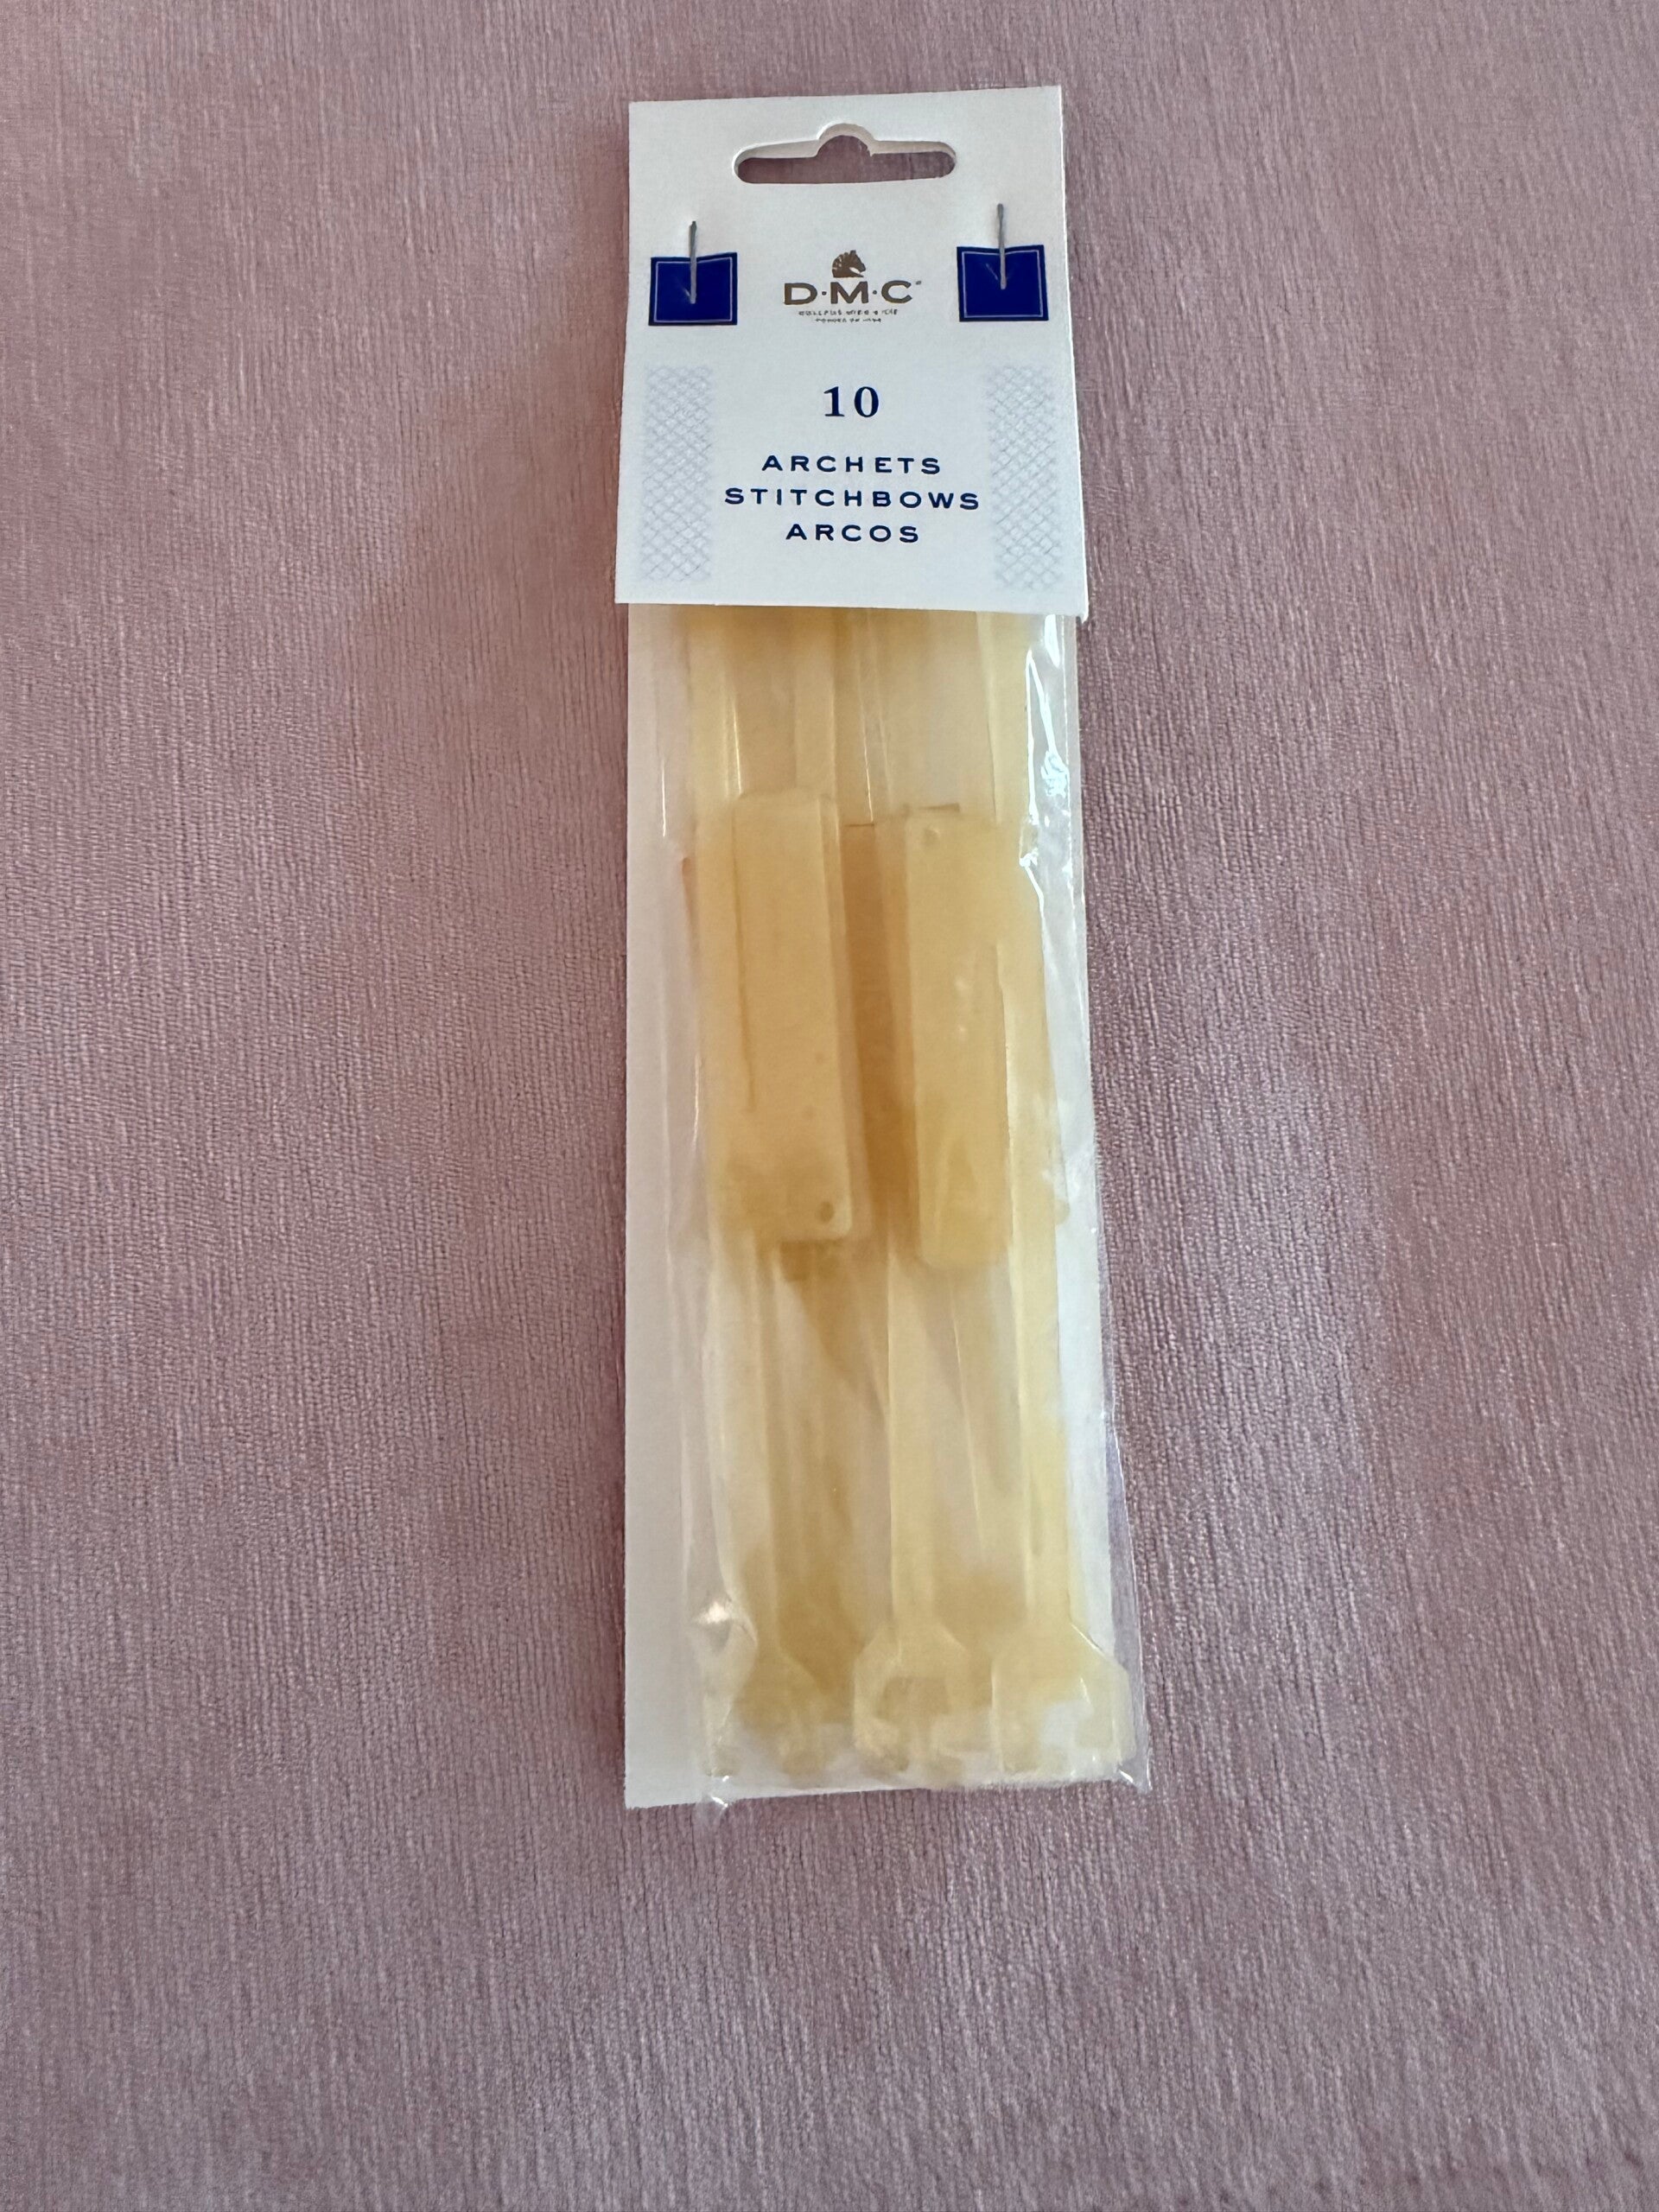 D·M·C
10
ARCHETS
STITCHBOWS
ARCOS